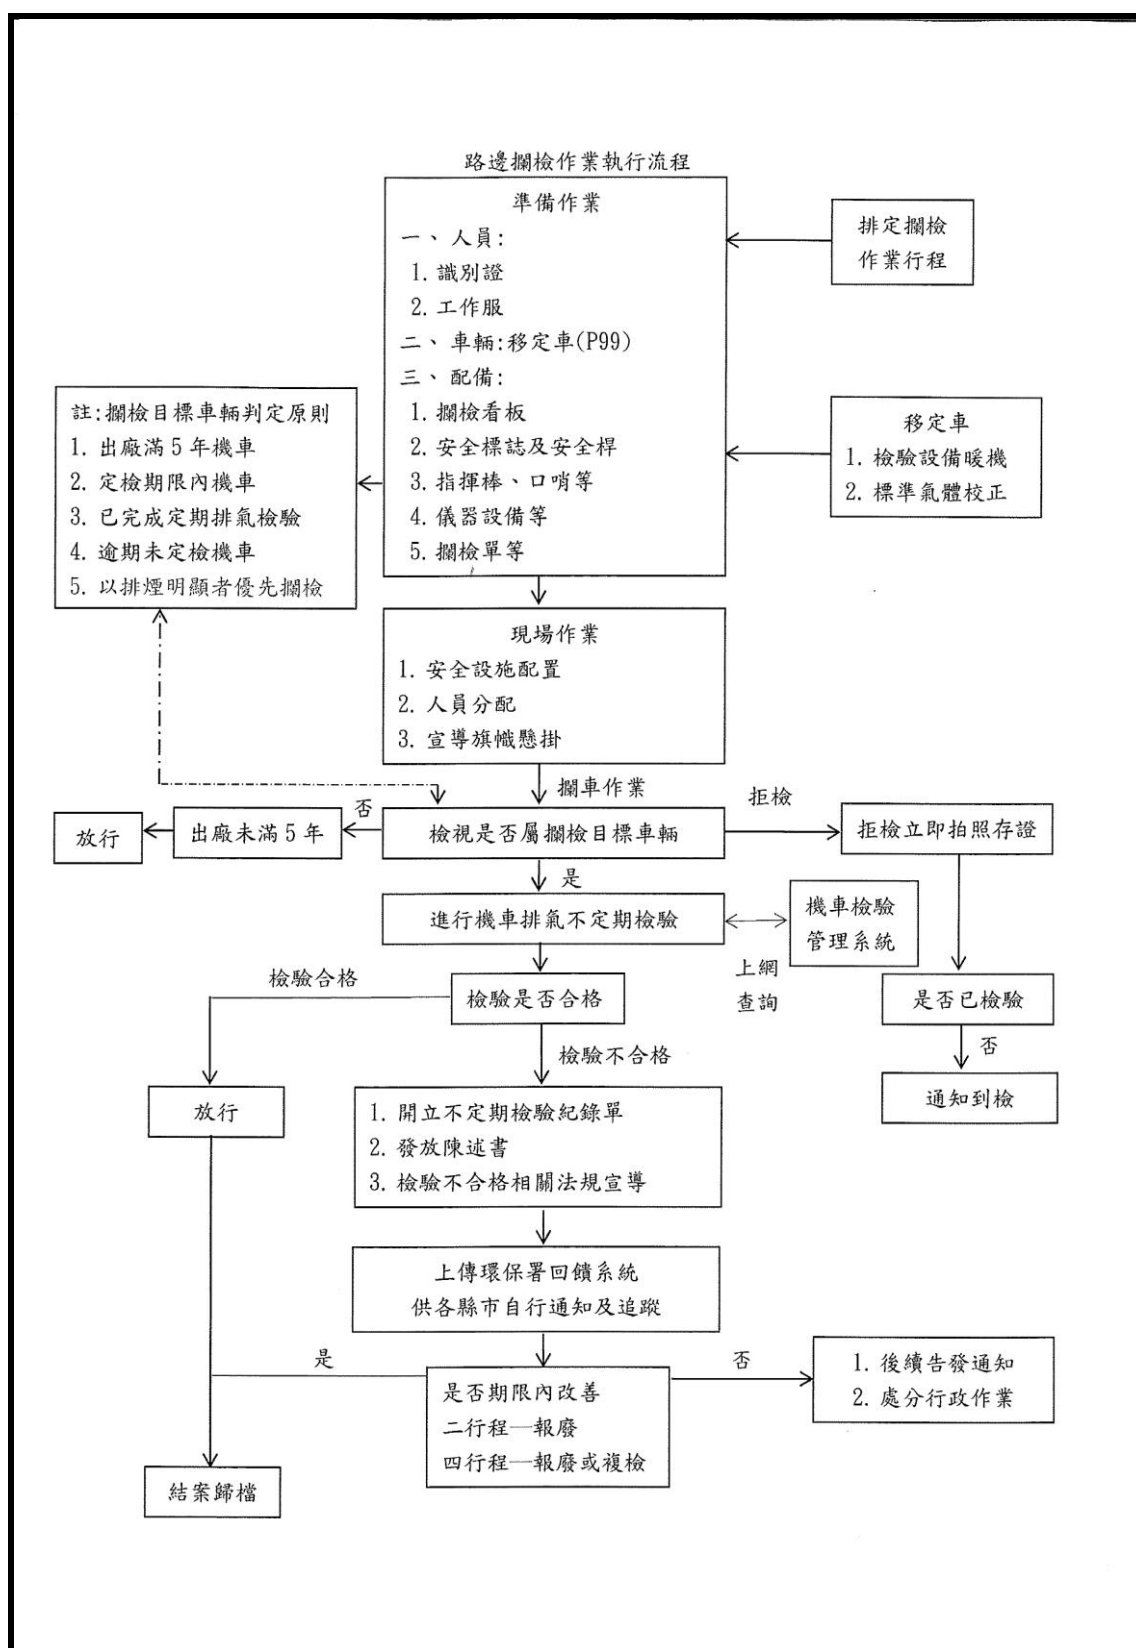 路邊攔檢作業執行流程
準備作業
一、人員:
1. 識別證
2. 工作服
二、車輛:移定車(P99)
三、配備:
1. 攔檢看板
2. 安全標誌及安全桿
3. 指揮棒、口哨等
4. 儀器設備等
5. 攔檢單等
排定攔檢
作業行程
移定車
1. 檢驗設備暖機
2. 標準氣體校正
註:攔檢目標車輛判定原則
1. 出廠滿5年機車
2. 定檢期限內機車
3. 已完成定期排氣檢驗
4. 逾期未定檢機車
5. 以排煙明顯者優先攔檢
現場作業
1. 安全設施配置
2. 人員分配
3. 宣導旗幟懸掛
攔車作業
拒檢
否
放行
出廠未滿5年
檢視是否屬攔檢目標車輛
拒檢立即拍照存證
是
進行機車排氣不定期檢驗
機車檢驗
管理系統
上網
查詢
檢驗合格
檢驗是否合格
是否已檢驗
檢驗不合格
否
放行
通知到檢
1. 開立不定期檢驗紀錄單
2. 發放陳述書
3. 檢驗不合格相關法規宣導
上傳環保署回饋系統
供各縣市自行通知及追蹤
是
否
是否期限內改善
二行程—報廢
四行程—報廢或複檢
1. 後續告發通知
2. 處分行政作業
結案歸檔